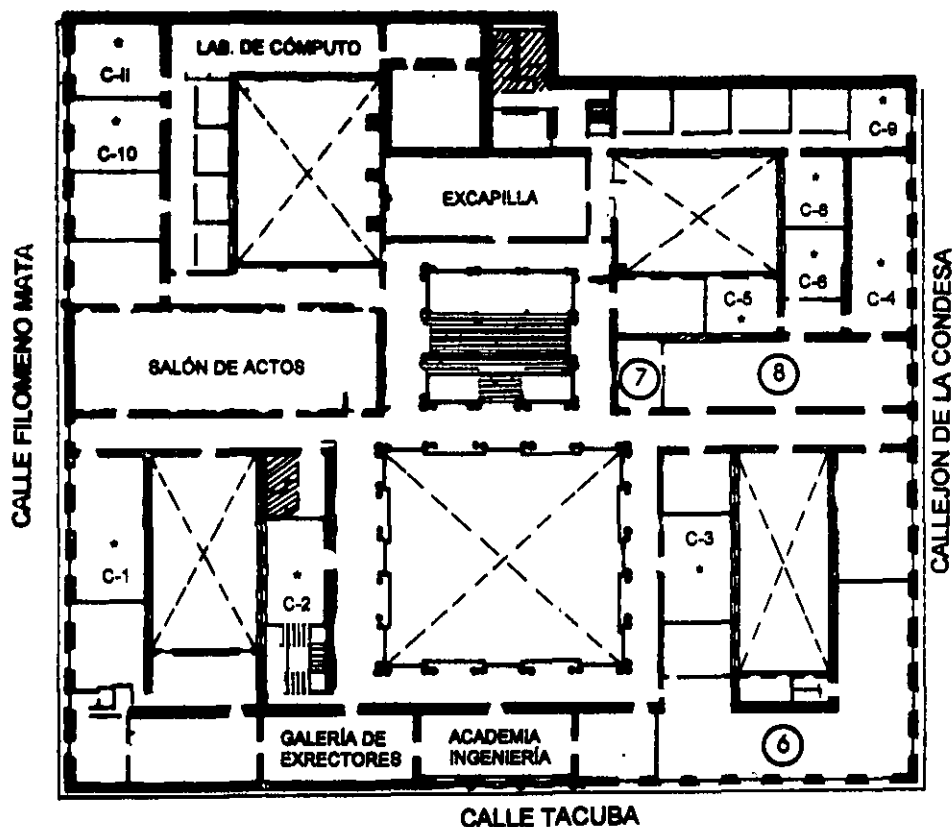 LAB. DE CÓMPUTO
C-11
C-10
C-9
EXCAPILLA
C-8
C-6
C-5
C-4
SALÓN DE ACTOS
7
8
CALLE FILOMENO MATA
CALLEJON DE LA CONDESA
C-1
C-2
C-3
GALERÍA DE
EXRECTORES
ACADEMIA
INGENIERÍA
6
CALLE TACUBA